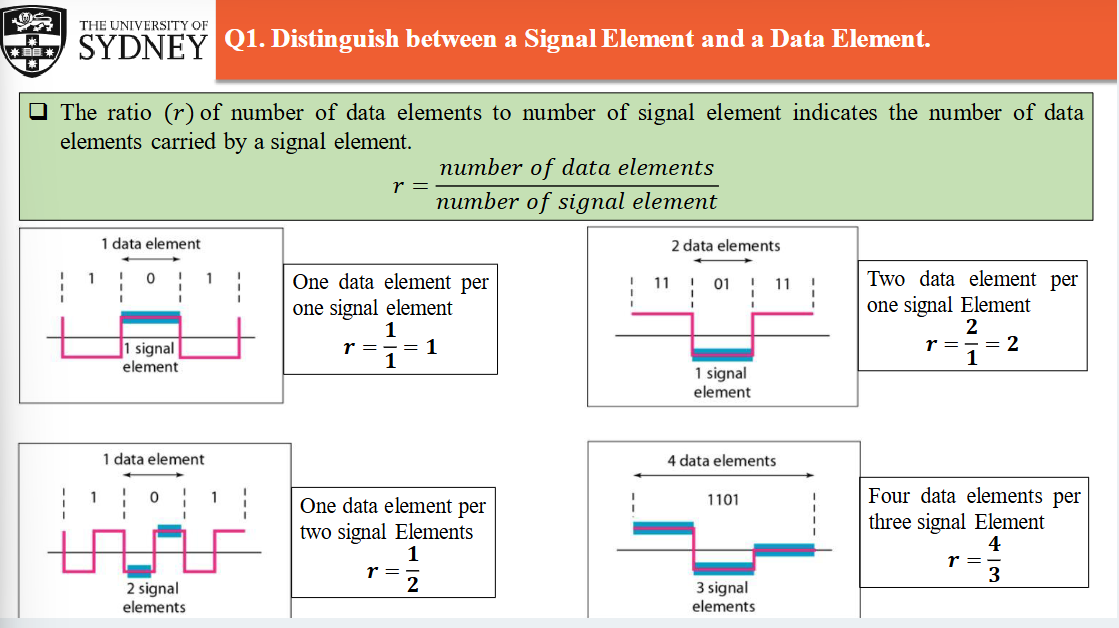 THE UNIVERSITY OF
SYDNEY
Q1. Distinguish between a Signal Element and a Data Element.
❑ The ratio (r) of number of data elements to number of signal element indicates the number of data
elements carried by a signal element.
r = number of data elements / number of signal element
1 data element
1 0 1
1 signal
element
One data element per
one signal element
r = 1/1 = 1
2 data elements
11 01 11
1 signal
element
Two data element per
one signal Element
r = 2/1 = 2
1 data element
1 0 1
2 signal
elements
One data element per
two signal Elements
r = 1/2
4 data elements
1101
3 signal
elements
Four data elements per
three signal Element
r = 4/3